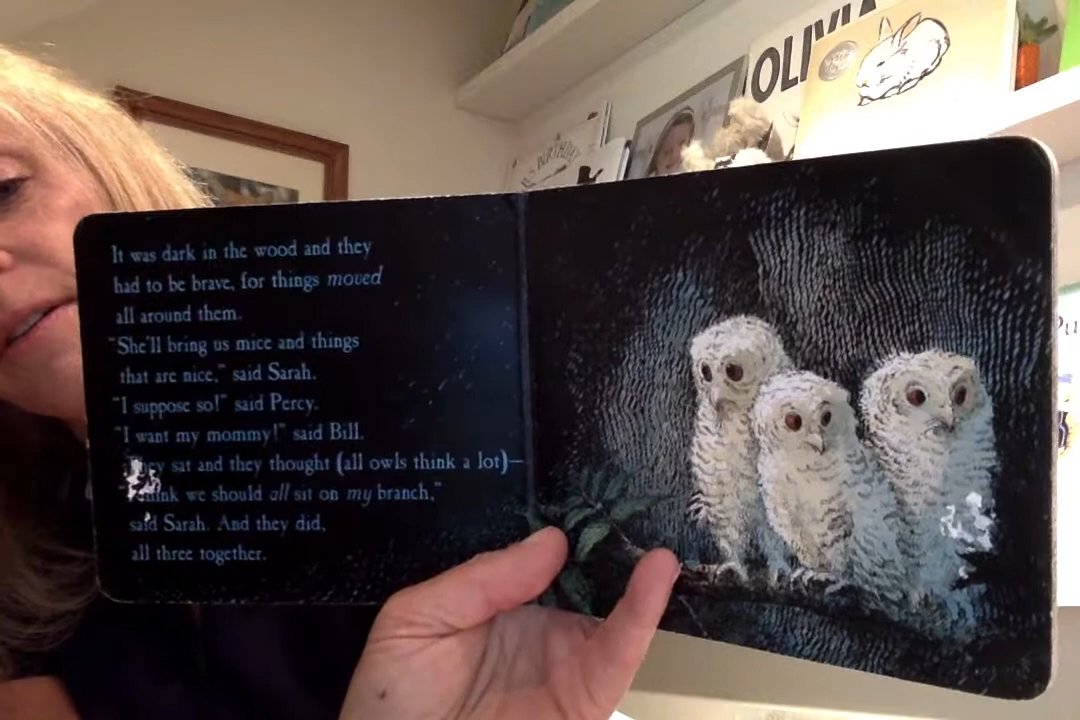 It was dark in the wood and they
had to be brave, for things moved
all around them.
"She'll bring us mice and things
that are nice," said Sarah.
"I suppose so!" said Percy.
"I want my mommy!" said Bill.
sat and they thought (all owls think a lot)—
we should all sit on my branch,"
said Sarah. And they did,
all three together.
OLIVIA
BIRTHDAY